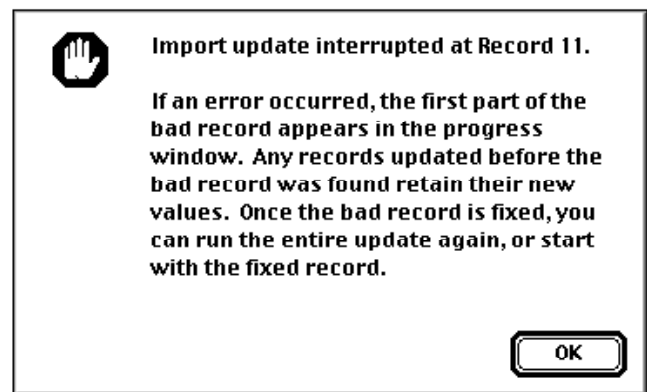 Import update interrupted at Record 11.
If an error occurred, the first part of the
bad record appears in the progress
window. Any records updated before the
bad record was found retain their new
values. Once the bad record is fixed, you
can run the entire update again, or start
with the fixed record.
OK